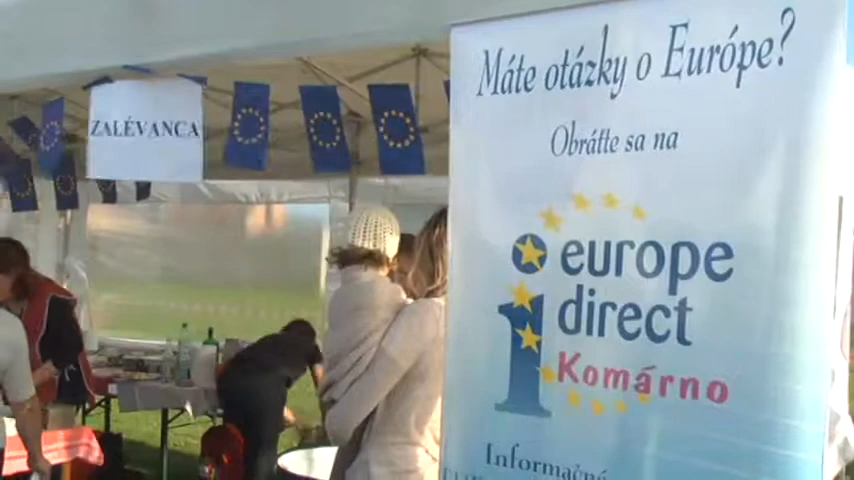 ZALÉVANCA
Máte otázky o Európe?
Obráťte sa na
europe
direct
Komárno
Informačné